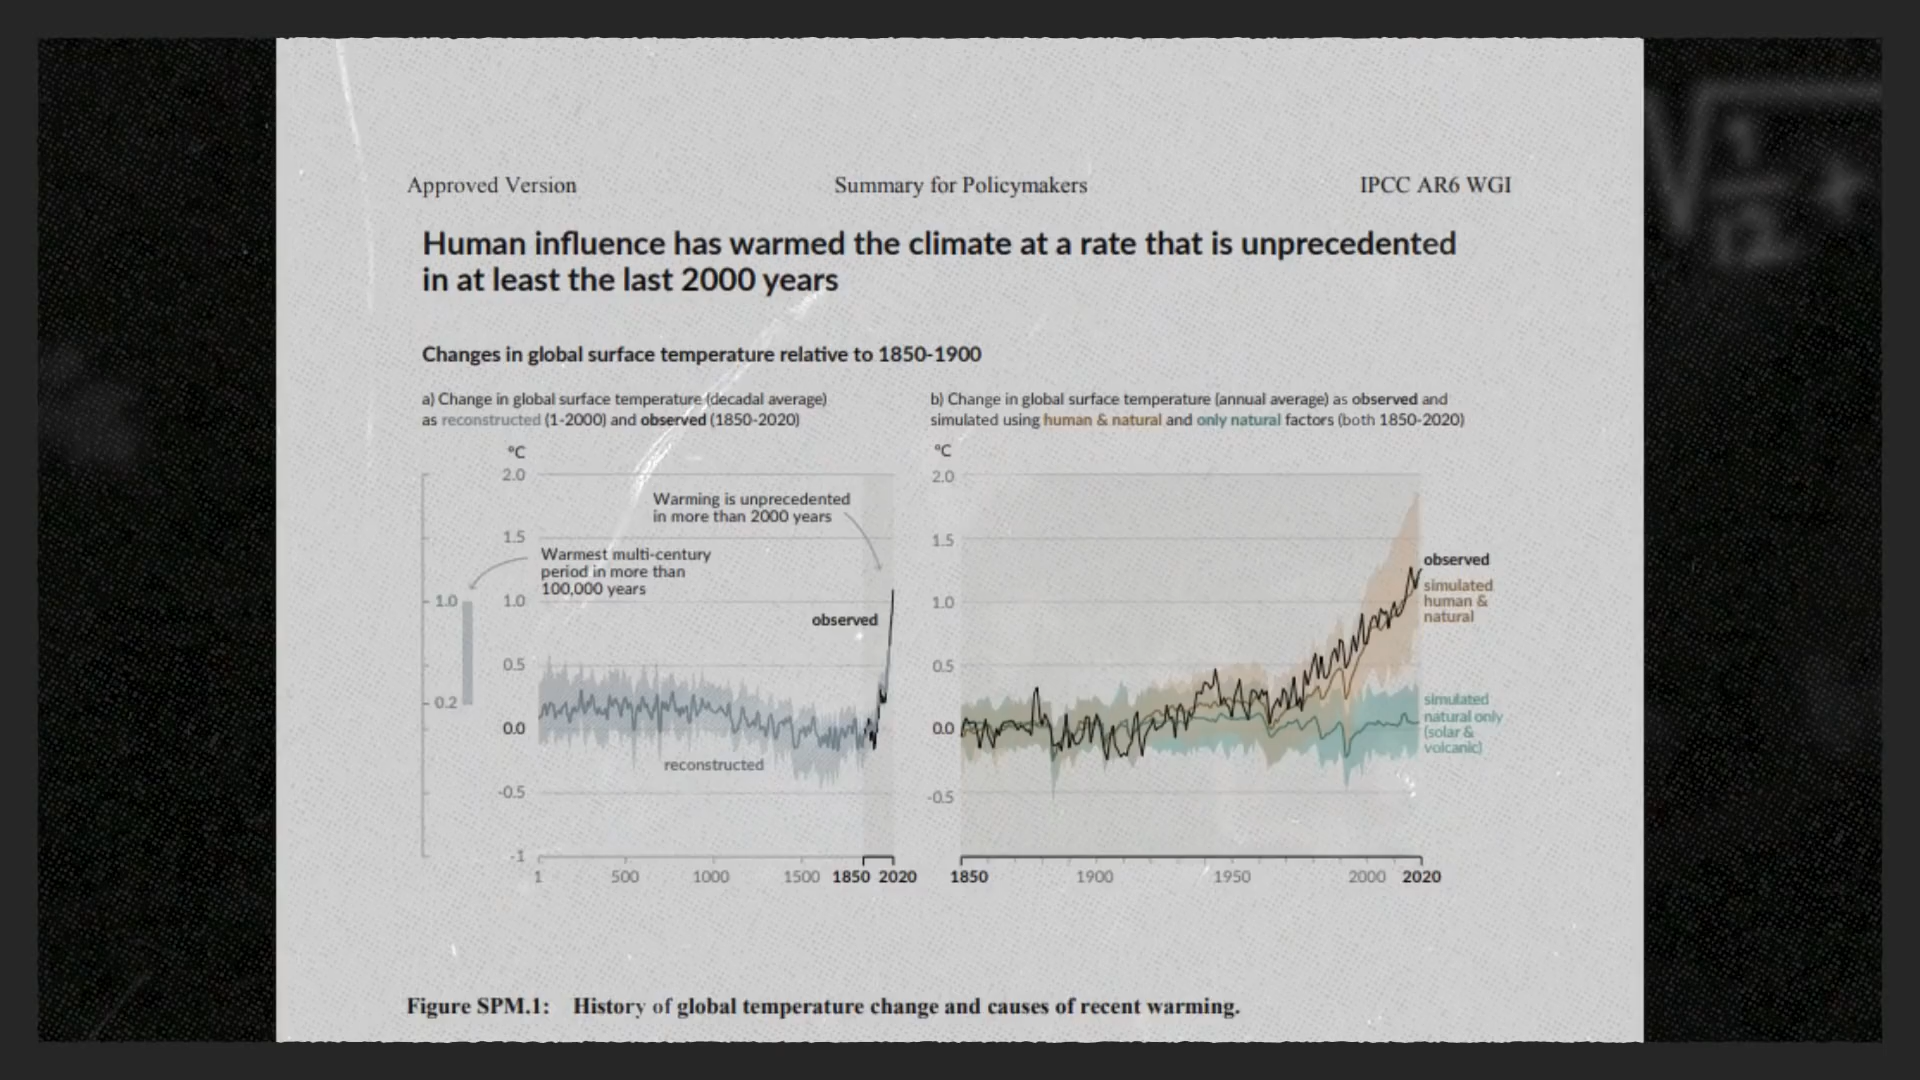 Approved Version
Summary for Policymakers
IPCC AR6 WGI
Human influence has warmed the climate at a rate that is unprecedented
in at least the last 2000 years
Changes in global surface temperature relative to 1850-1900
a) Change in global surface temperature (decadal average)
as reconstructed (1-2000) and observed (1850-2020)
°C
2.0
1.5
1.0
0.5
0.0
-0.5
-1
1.0
0.2
Warming is unprecedented
in more than 2000 years
Warmest multi-century
period in more than
100,000 years
observed
reconstructed
1
500
1000
1500
1850
2020
b) Change in global surface temperature (annual average) as observed and
simulated using human & natural and only natural factors (both 1850-2020)
°C
2.0
1.5
1.0
0.5
0.0
-0.5
observed
simulated
human &
natural
simulated
natural only
(solar &
volcanic)
1850
1900
1950
2000
2020
Figure SPM.1: History of global temperature change and causes of recent warming.
√1
12 +